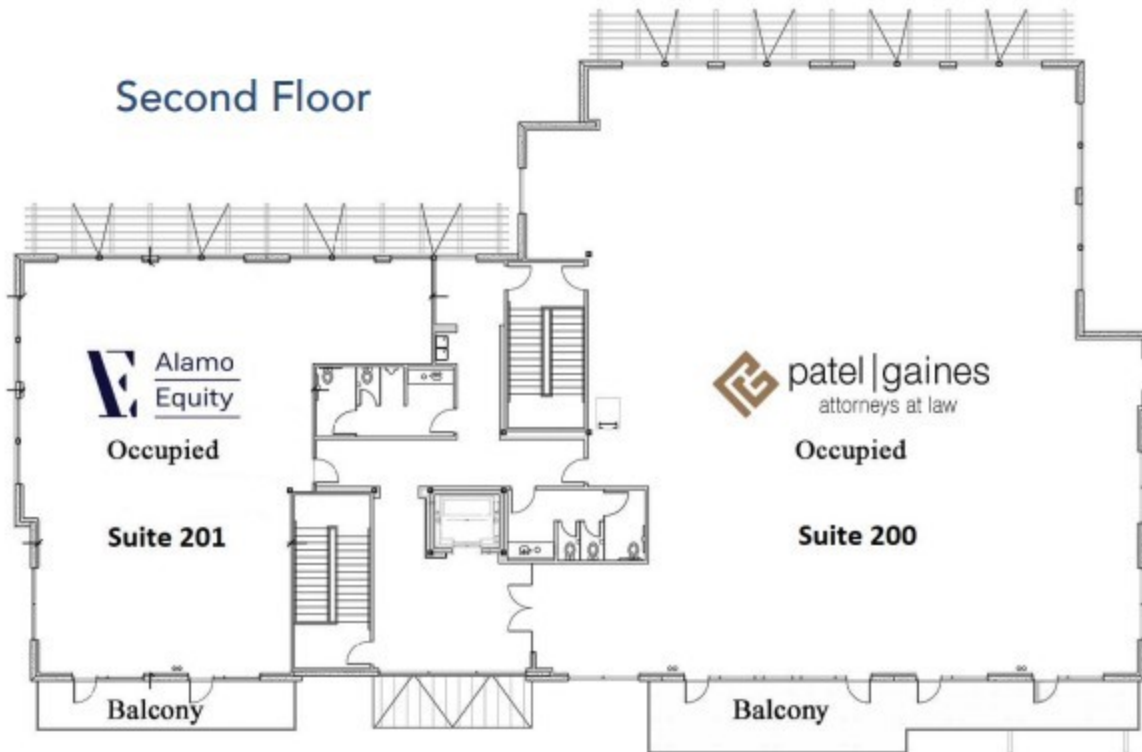 Second Floor
Alamo
Equity
Occupied
Suite 201
patel|gaines
attorneys at law
Occupied
Suite 200
Balcony
Balcony